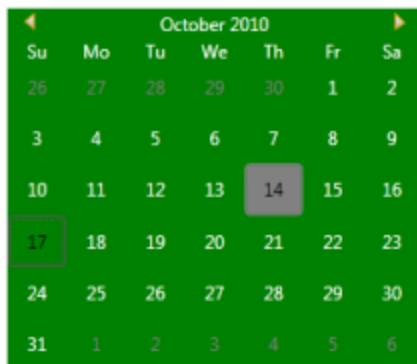 October 2010
Su Mo Tu We Th Fr Sa
26 27 28 29 30 1 2
3 4 5 6 7 8 9
10 11 12 13 14 15 16
17 18 19 20 21 22 23
24 25 26 27 28 29 30
31 1 2 3 4 5 6